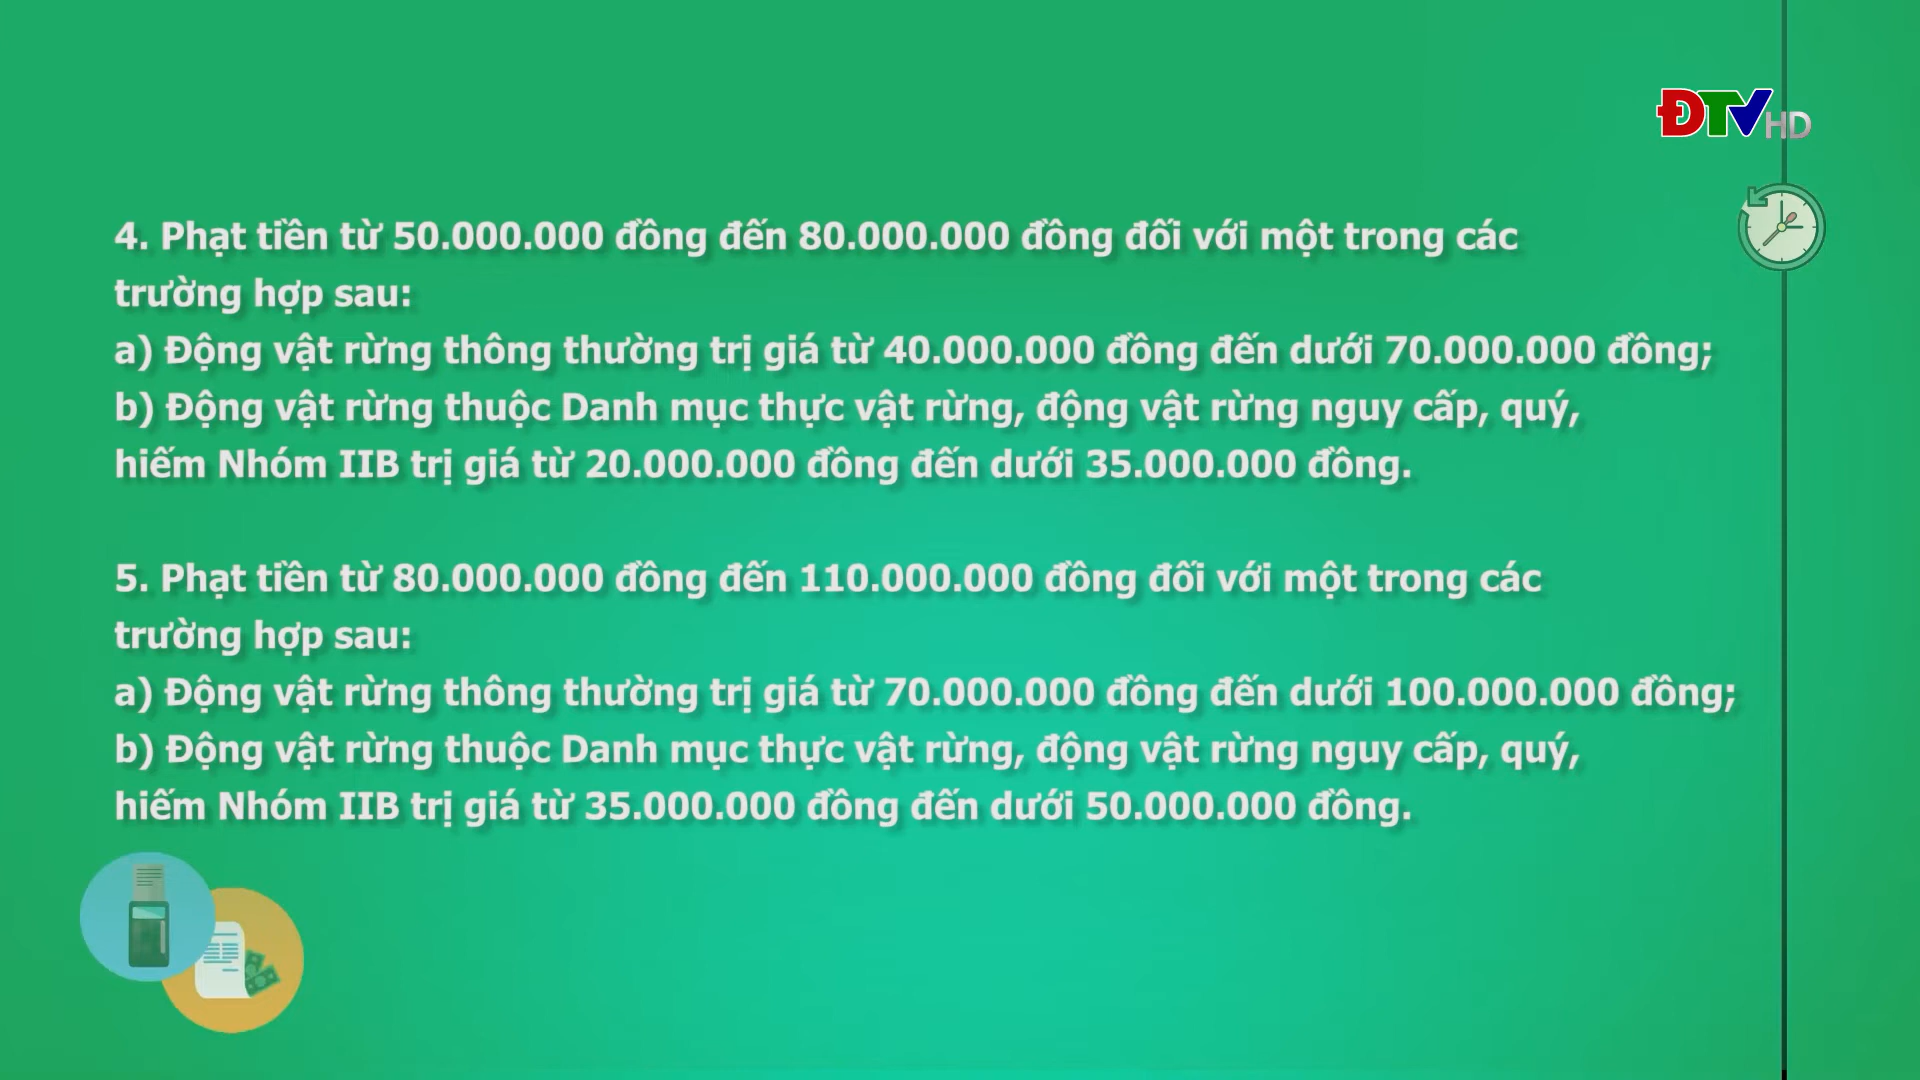 ĐTV HD
4. Phạt tiền từ 50.000.000 đồng đến 80.000.000 đồng đối với một trong các
trường hợp sau:
a) Động vật rừng thông thường trị giá từ 40.000.000 đồng đến dưới 70.000.000 đồng;
b) Động vật rừng thuộc Danh mục thực vật rừng, động vật rừng nguy cấp, quý,
hiếm Nhóm IIB trị giá từ 20.000.000 đồng đến dưới 35.000.000 đồng.
5. Phạt tiền từ 80.000.000 đồng đến 110.000.000 đồng đối với một trong các
trường hợp sau:
a) Động vật rừng thông thường trị giá từ 70.000.000 đồng đến dưới 100.000.000 đồng;
b) Động vật rừng thuộc Danh mục thực vật rừng, động vật rừng nguy cấp, quý,
hiếm Nhóm IIB trị giá từ 35.000.000 đồng đến dưới 50.000.000 đồng.